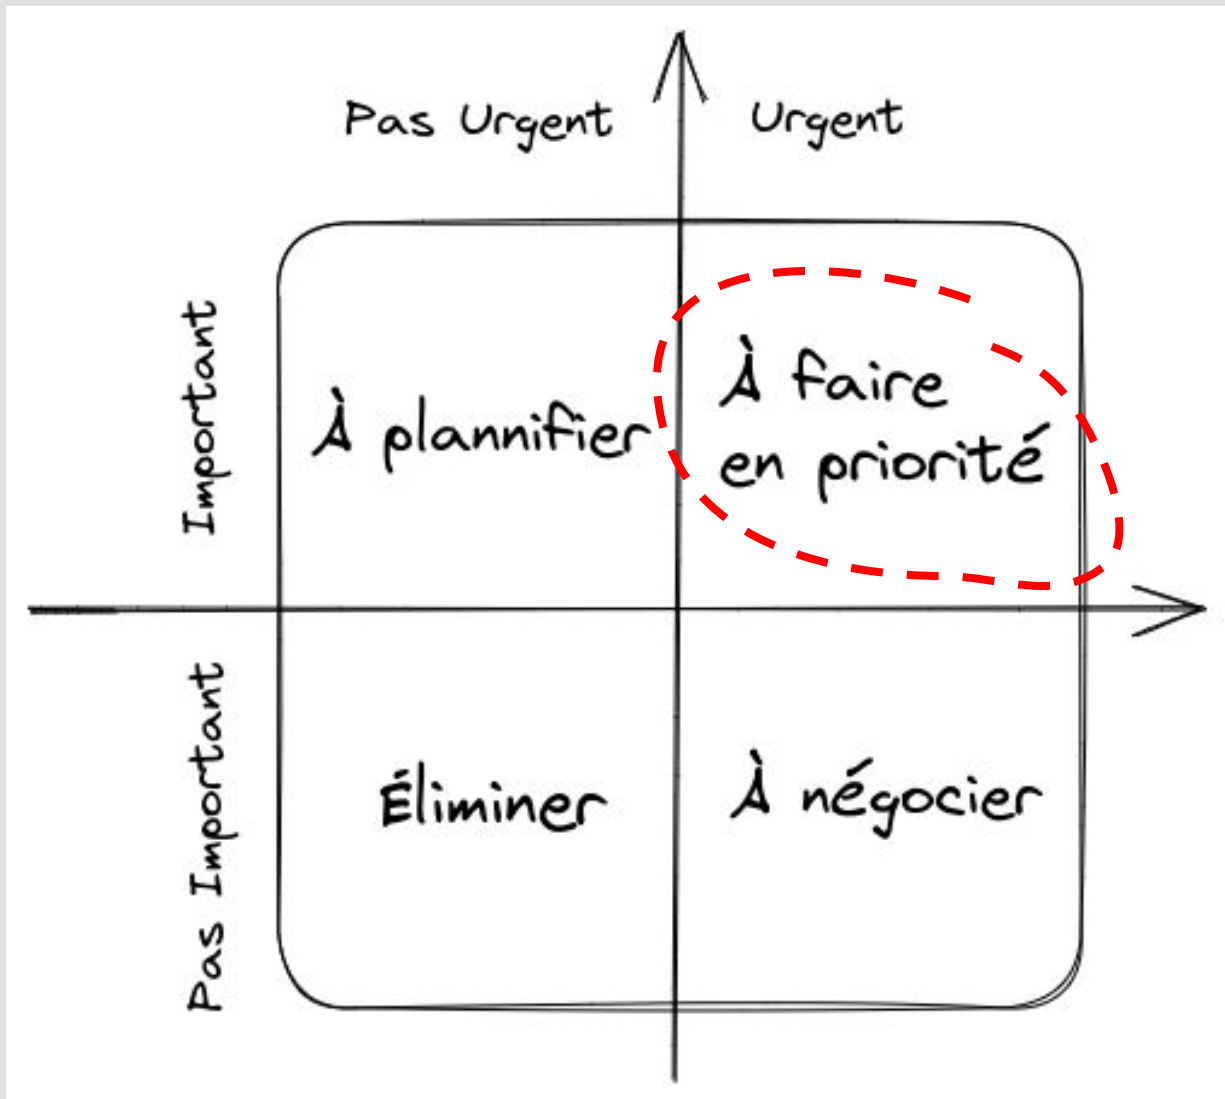 Pas Urgent
Urgent
Important
À plannifier
À faire
en priorité
Pas Important
Éliminer
À négocier